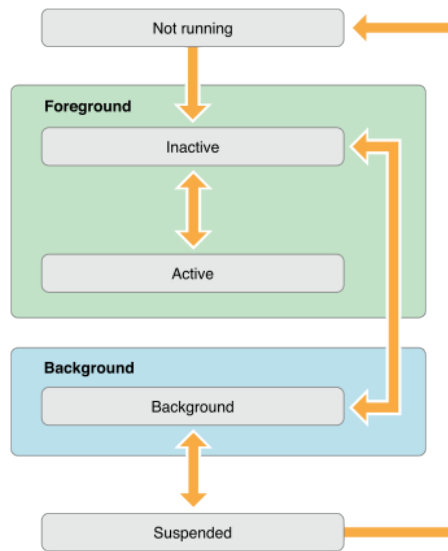 Not running
Foreground
Inactive
Active
Background
Background
Suspended